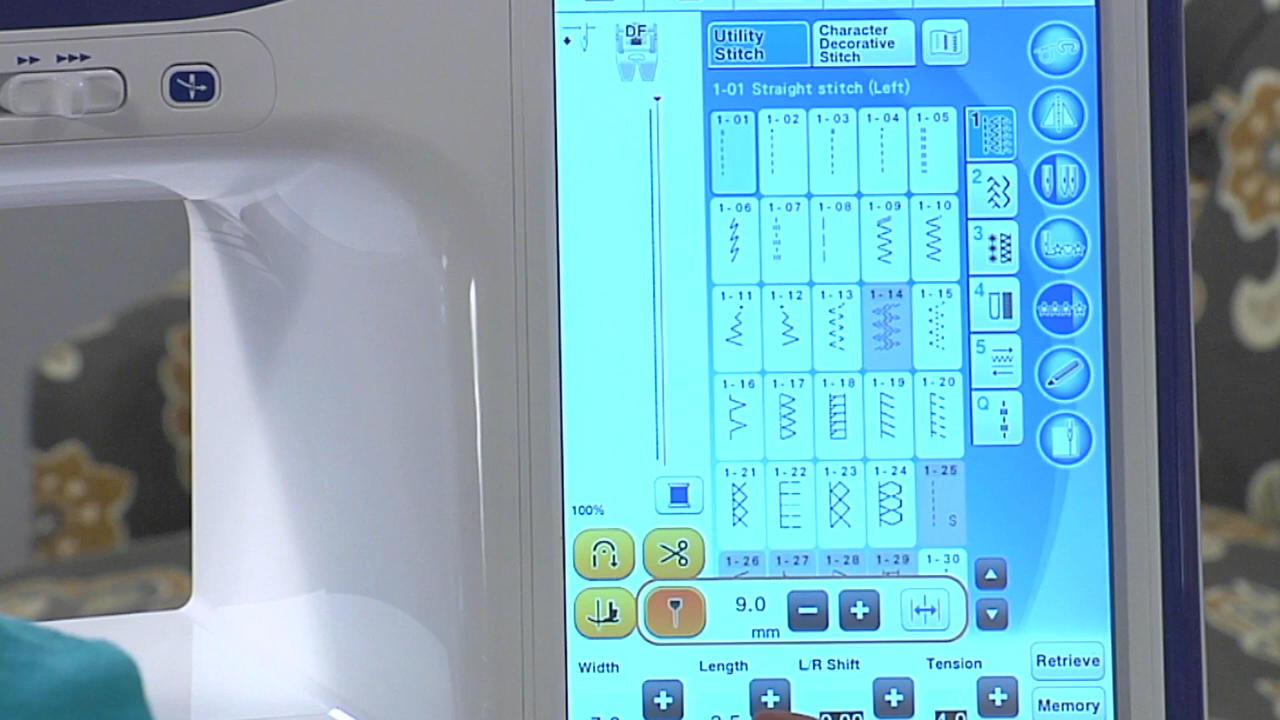 DF
Utility
Stitch
Character
Decorative
Stitch
1-01 Straight stitch (Left)
1-01 1-02 1-03 1-04 1-05
1-06 1-07 1-08 1-09 1-10
1-11 1-12 1-13 1-14 1-15
1-16 1-17 1-18 1-19 1-20
1-21 1-22 1-23 1-24 1-25
S
1-26 1-27 1-28 1-29 1-30
1
2
3
4
5
Q
100%
9.0
mm
Width Length L/R Shift Tension
Retrieve
Memory